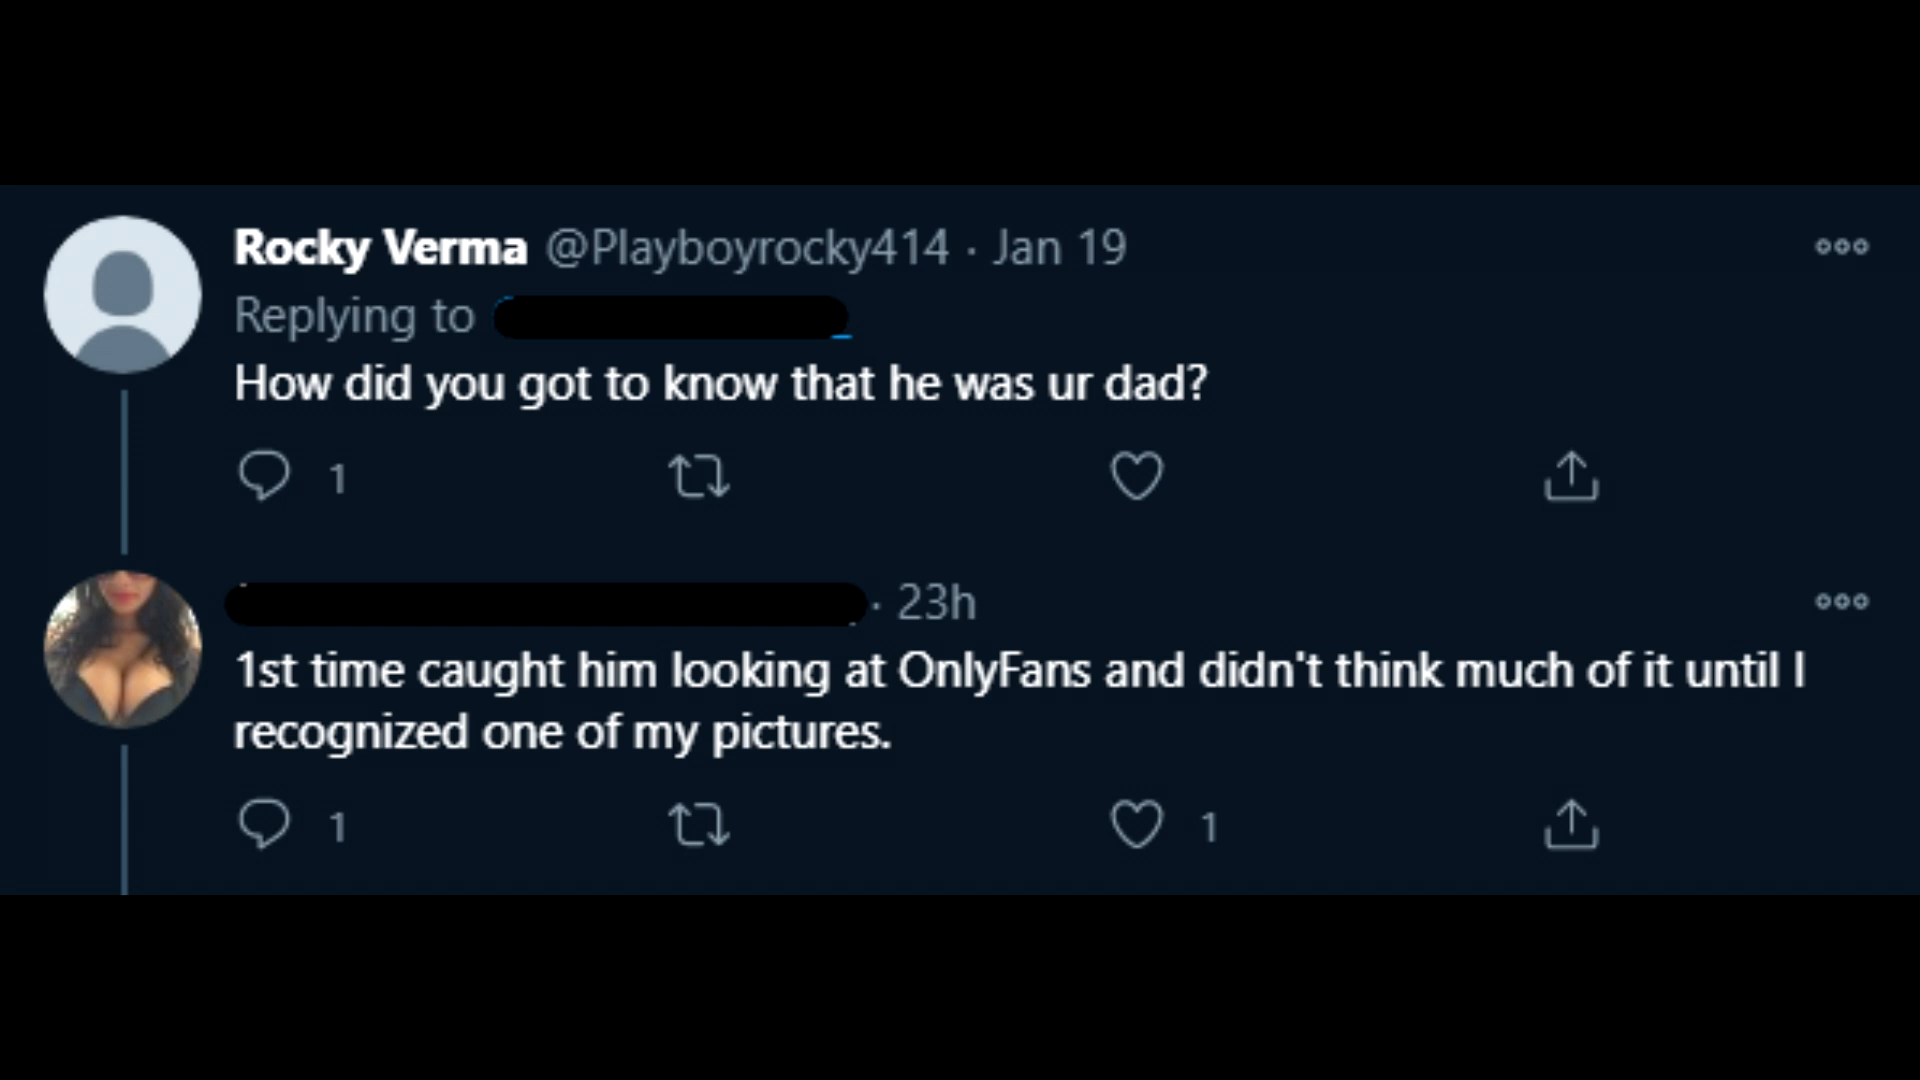 Rocky Verma @Playboyrocky414 · Jan 19
Replying to
How did you got to know that he was ur dad?
1
· 23h
1st time caught him looking at OnlyFans and didn't think much of it until I
recognized one of my pictures.
1 1